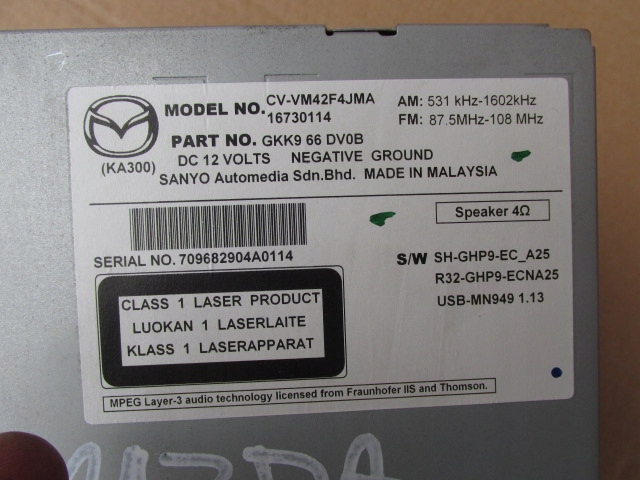 MODEL NO. CV-VM42F4JMA
16730114
AM: 531 kHz-1602kHz
FM: 87.5MHz-108 MHz
PART NO. GKK9 66 DV0B
(KA300)
DC 12 VOLTS NEGATIVE GROUND
SANYO Automedia Sdn.Bhd. MADE IN MALAYSIA
Speaker 4Ω
SERIAL NO. 709682904A0114
S/W SH-GHP9-EC_A25
R32-GHP9-ECNA25
USB-MN949 1.13
CLASS 1 LASER PRODUCT
LUOKAN 1 LASERLAITE
KLASS 1 LASERAPPARAT
MPEG Layer-3 audio technology licensed from Fraunhofer IIS and Thomson.
MAZDA